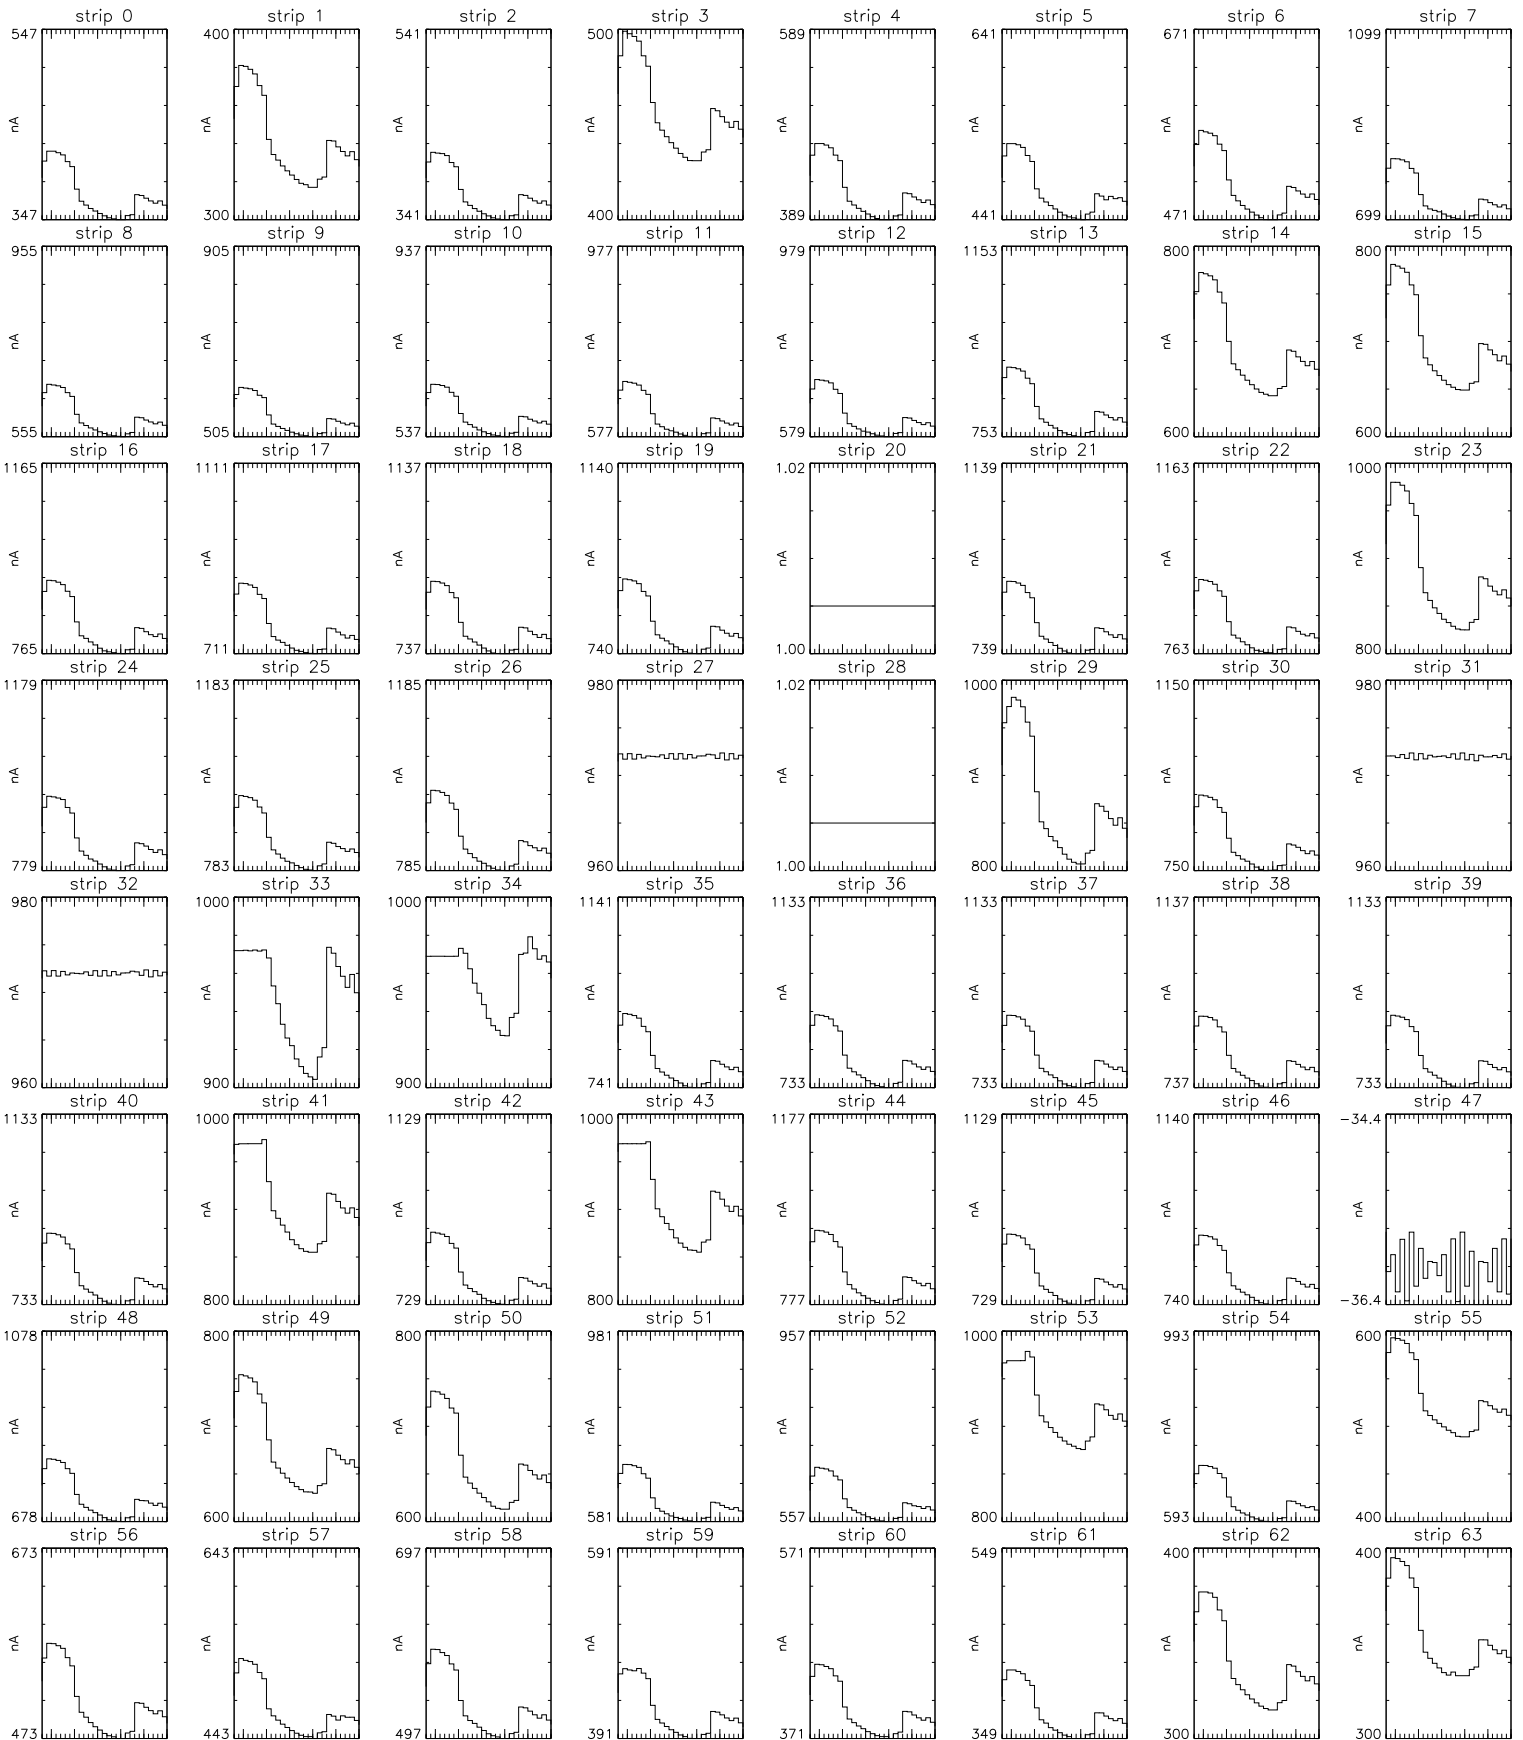 strip 0 strip 1 strip 2 strip 3 strip 4 strip 5 strip 6 strip 7
547 400 541 500 589 641 671 1099
nA nA nA nA nA nA nA nA
347 300 341 400 389 441 471 699
strip 8 strip 9 strip 10 strip 11 strip 12 strip 13 strip 14 strip 15
955 905 937 977 979 1153 800 800
nA nA nA nA nA nA nA nA
555 505 537 577 579 753 600 600
strip 16 strip 17 strip 18 strip 19 strip 20 strip 21 strip 22 strip 23
1165 1111 1137 1140 1.02 1139 1163 1000
nA nA nA nA nA nA nA nA
765 711 737 740 1.00 739 763 800
strip 24 strip 25 strip 26 strip 27 strip 28 strip 29 strip 30 strip 31
1179 1183 1185 980 1.02 1000 1150 980
nA nA nA nA nA nA nA nA
779 783 785 960 1.00 800 750 960
strip 32 strip 33 strip 34 strip 35 strip 36 strip 37 strip 38 strip 39
980 1000 1000 1141 1133 1133 1137 1133
nA nA nA nA nA nA nA nA
960 900 900 741 733 733 737 733
strip 40 strip 41 strip 42 strip 43 strip 44 strip 45 strip 46 strip 47
1133 1000 1129 1000 1177 1129 1140 −34.4
nA nA nA nA nA nA nA nA
733 800 729 800 777 729 740 −36.4
strip 48 strip 49 strip 50 strip 51 strip 52 strip 53 strip 54 strip 55
1078 800 800 981 957 1000 993 600
nA nA nA nA nA nA nA nA
678 600 600 581 557 800 593 400
strip 56 strip 57 strip 58 strip 59 strip 60 strip 61 strip 62 strip 63
673 643 697 591 571 549 400 400
nA nA nA nA nA nA nA nA
473 443 497 391 371 349 300 300